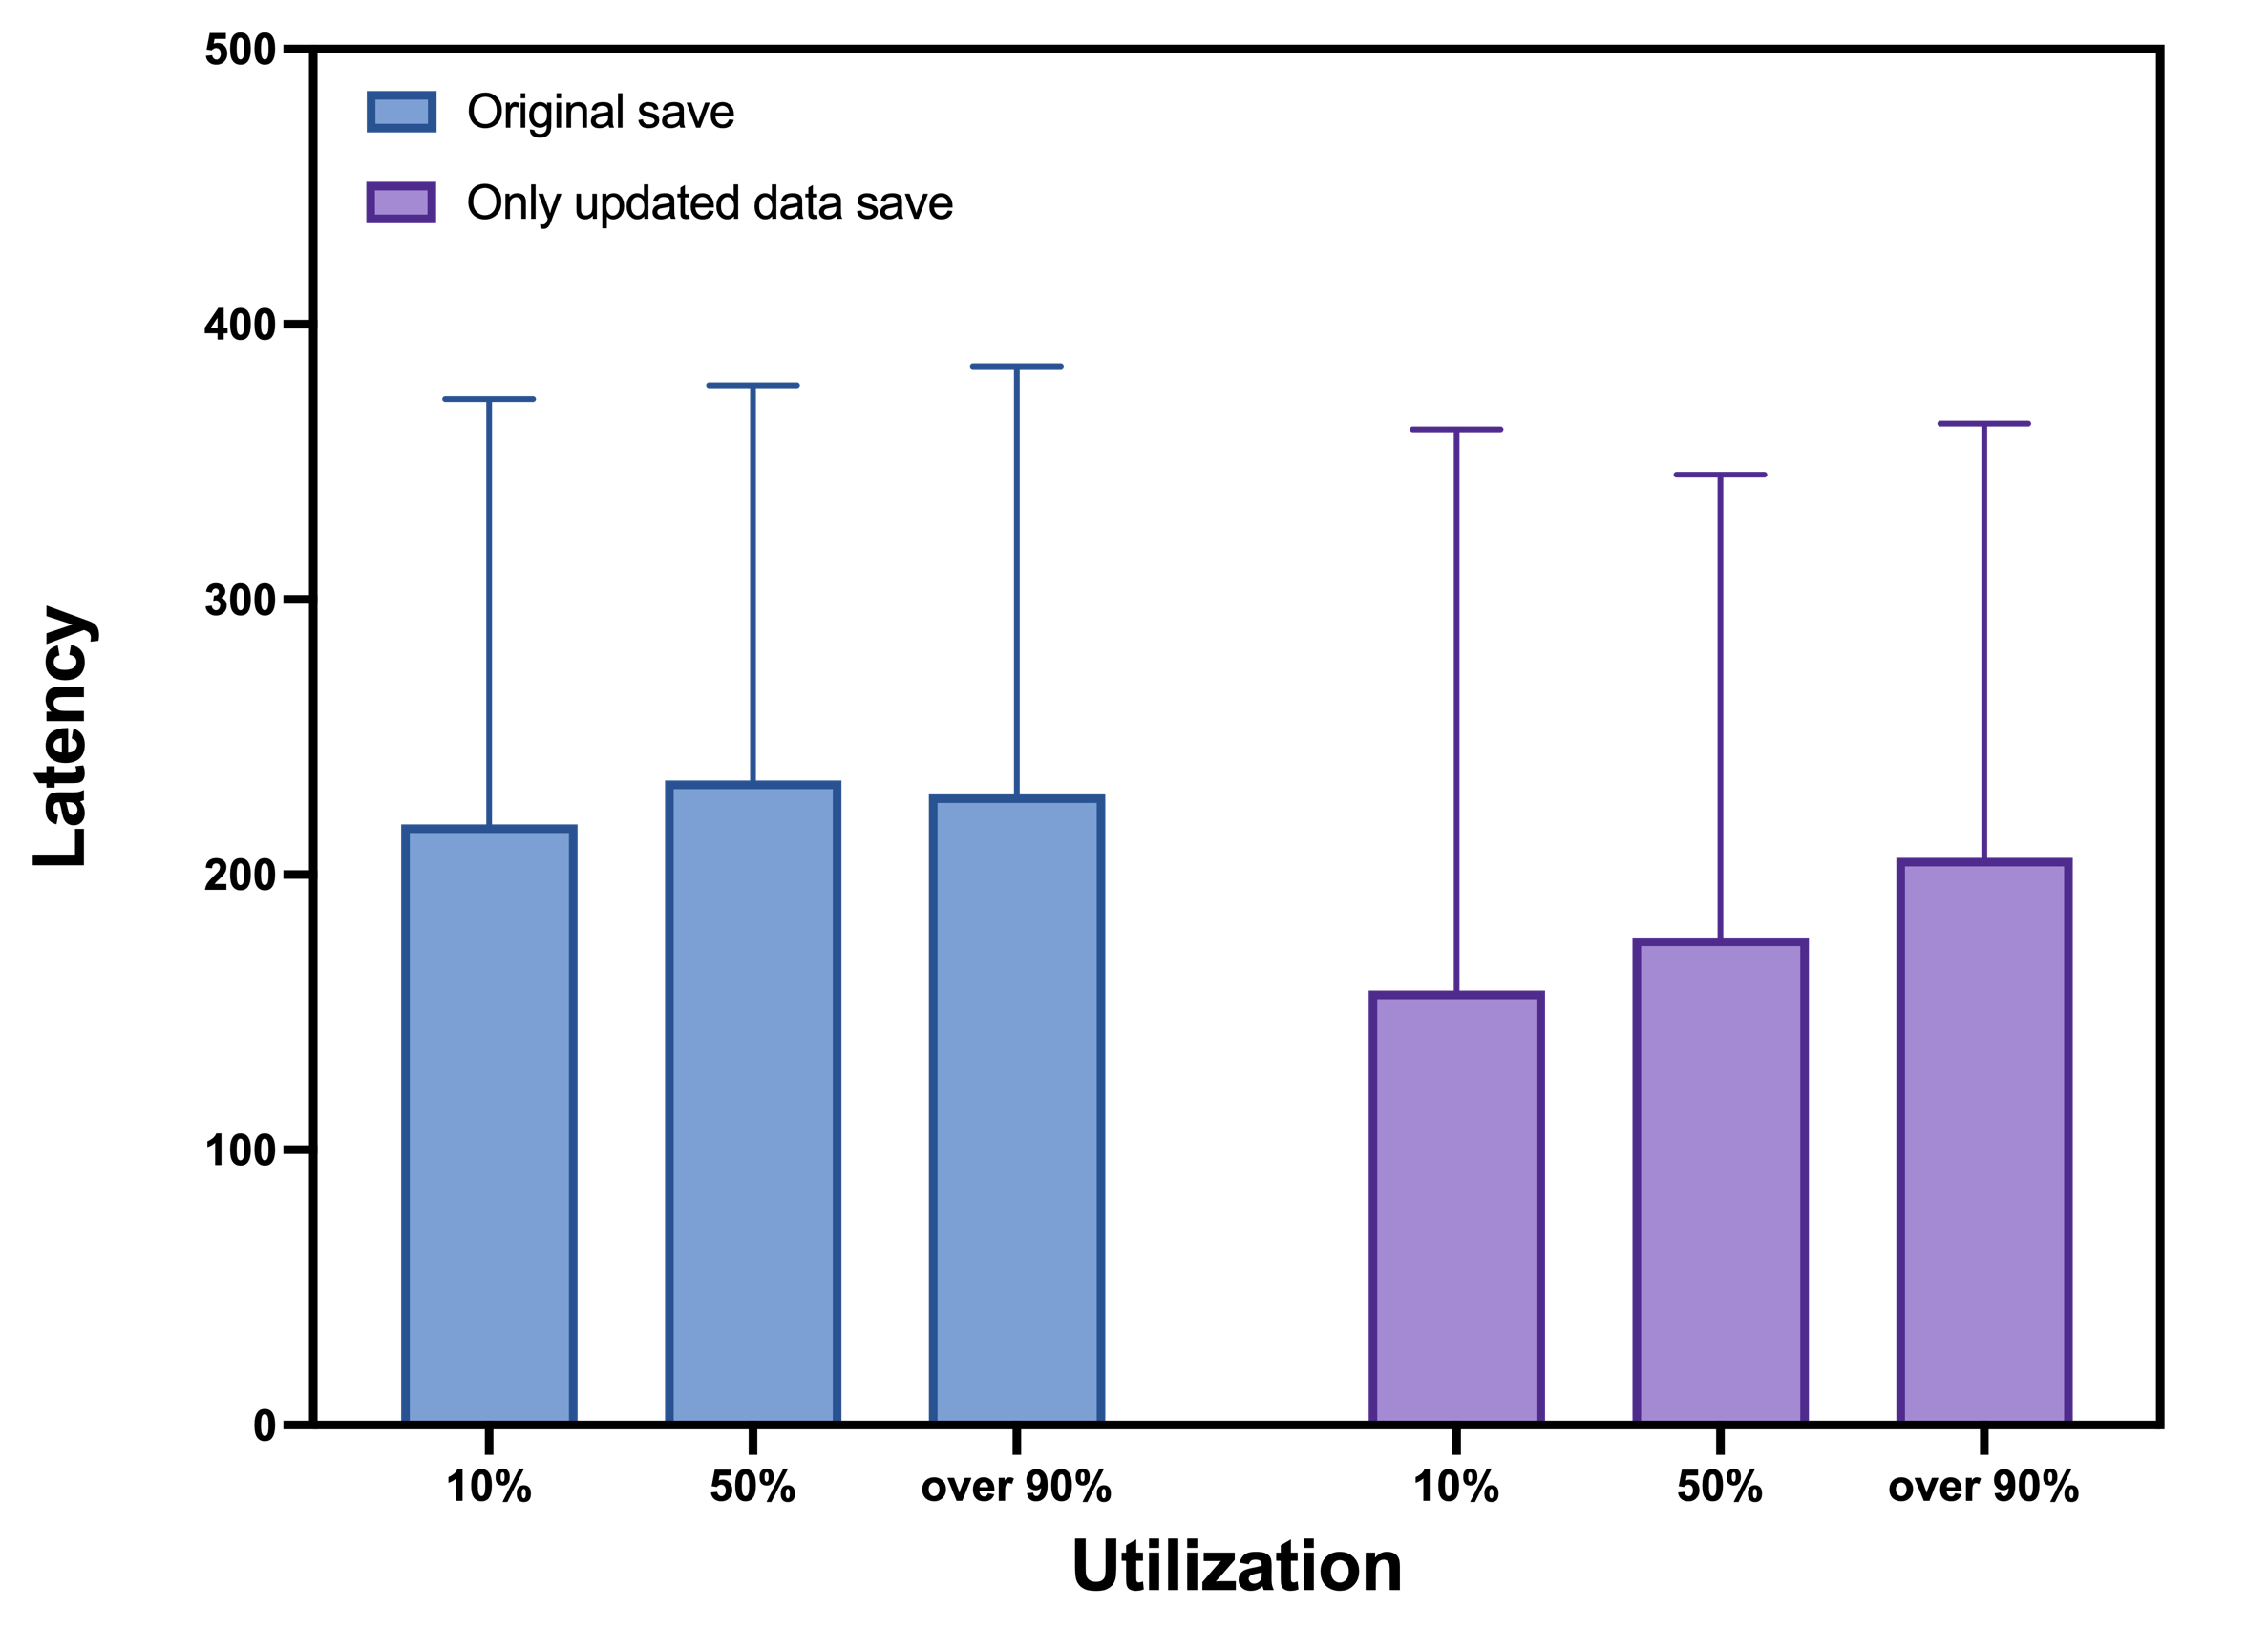 500
Original save
Only updated data save
400
300
Latency
200
100
0
10% 50% over 90% 10% 50% over 90%
Utilization